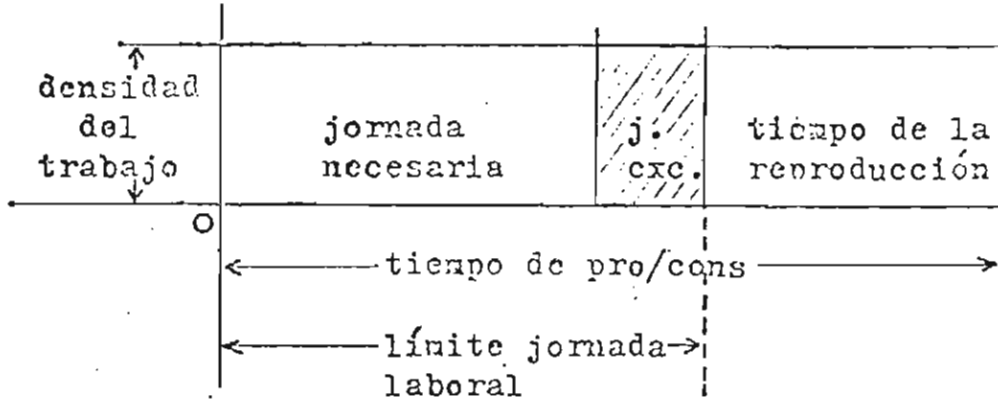 densidad
del
trabajo
jornada
necesaria
j.
exc.
tiempo de la
reproducción
O
tiempo de pro/cons
límite jornada
laboral